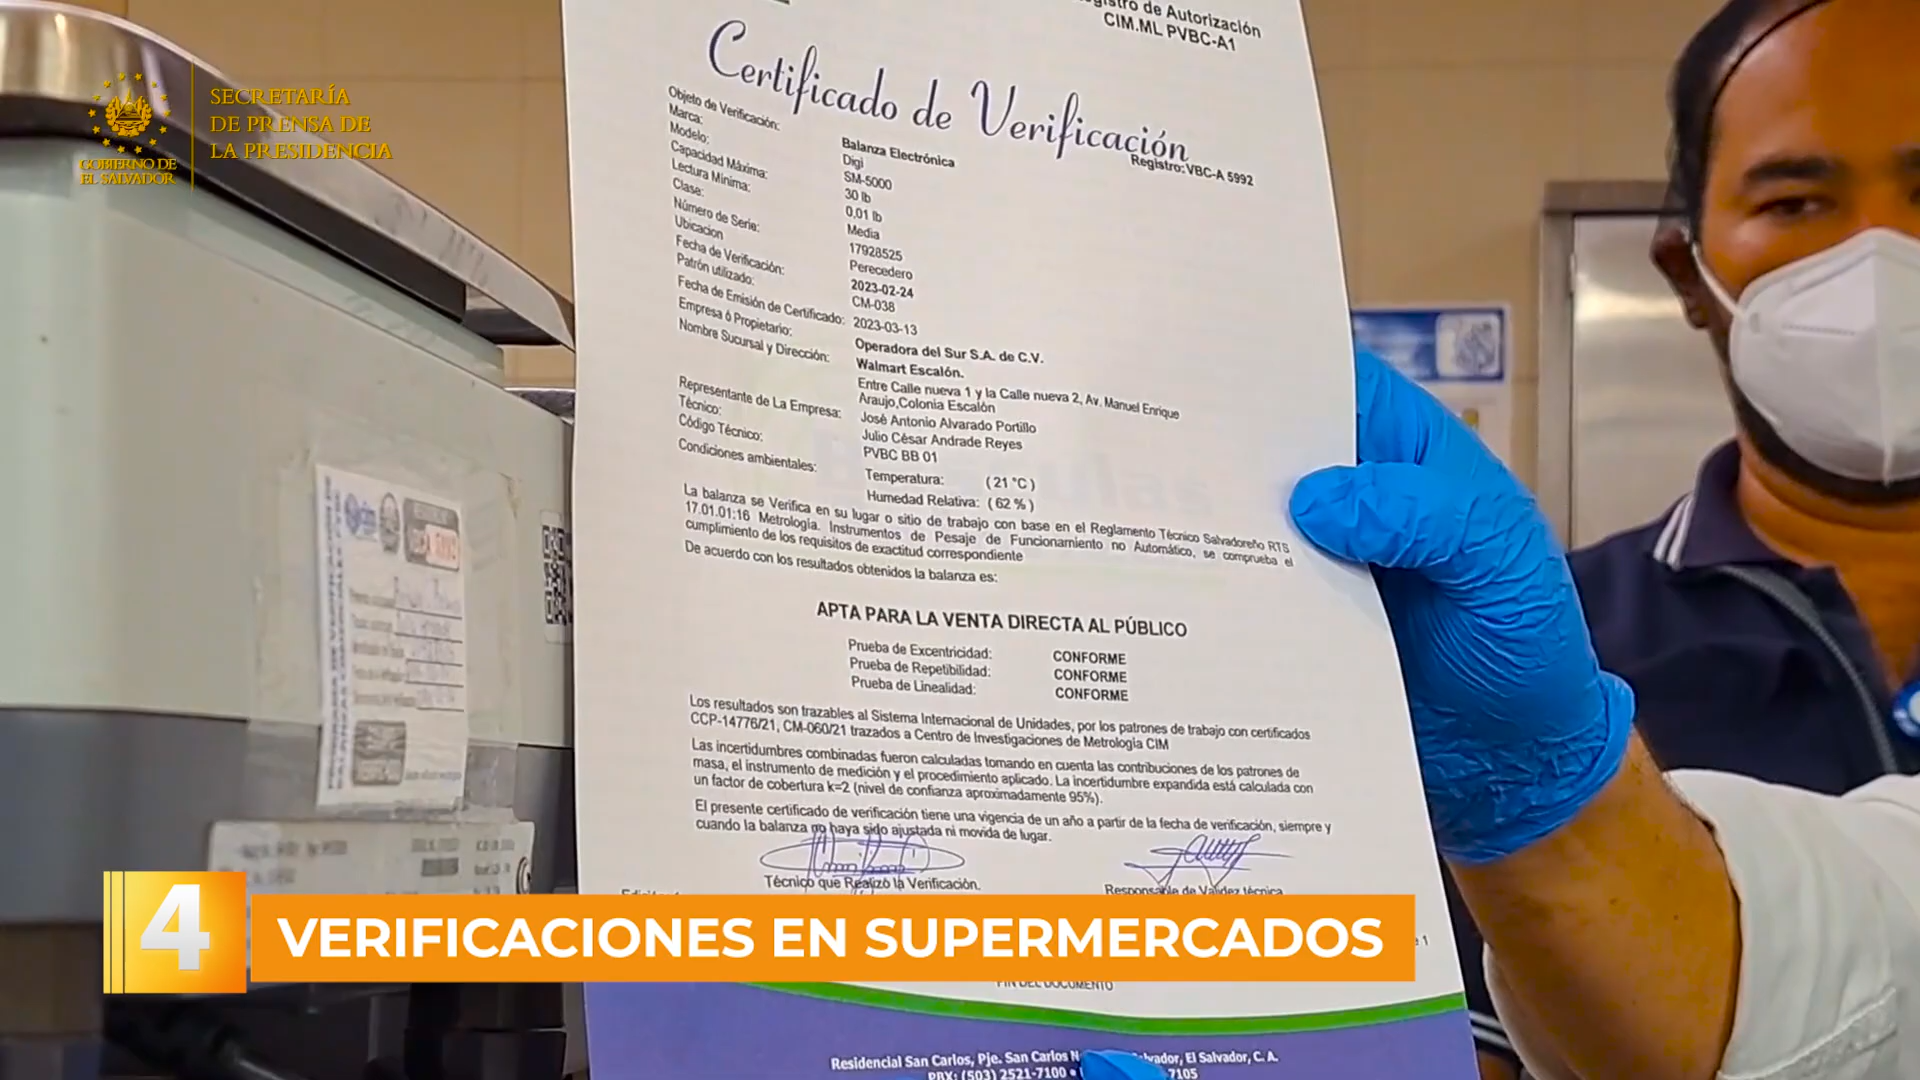 SECRETARÍA
DE PRENSA DE
LA PRESIDENCIA
GOBIERNO DE
EL SALVADOR
de Autorización
CIM.ML PVBC-A1
Certificado de Verificación
Registro: VBC-A 5992
Objeto de Verificación: Balanza Electrónica
Marca: Digi
Modelo: SM-5000
Capacidad Máxima: 30 lb
Lectura Minima: 0,01 lb
Clase: Media
Número de Serie: 17928525
Ubicacion Perecedero
Fecha de Verificación: 2023-02-24
Patrón utilizado: CM-038
Fecha de Emisión de Certificado: 2023-03-13
Empresa ó Propietario: Operadora del Sur S.A. de C.V.
Nombre Sucursal y Dirección: Walmart Escalón.
Entre Calle nueva 1 y la Calle nueva 2, Av. Manuel Enrique
Araujo,Colonia Escalón
Representante de La Empresa: José Antonio Alvarado Portillo
Técnico: Julio César Andrade Reyes
Código Técnico: PVBC BB 01
Condiciones ambientales:
Temperatura: ( 21 °C )
Humedad Relativa: ( 62 % )
La balanza se Verifica en su lugar o sitio de trabajo con base en el Reglamento Técnico Salvadoreño RTS
17.01.01:16 Metrología. Instrumentos de Pesaje de Funcionamiento no Automático, se comprueba el
cumplimiento de los requisitos de exactitud correspondiente
De acuerdo con los resultados obtenidos la balanza es:
APTA PARA LA VENTA DIRECTA AL PÚBLICO
Prueba de Excentricidad: CONFORME
Prueba de Repetibilidad: CONFORME
Prueba de Linealidad: CONFORME
Los resultados son trazables al Sistema Internacional de Unidades, por los patrones de trabajo con certificados
CCP-14776/21, CM-060/21 trazados a Centro de Investigaciones de Metrología CIM
Las incertidumbres combinadas fueron calculadas tomando en cuenta las contribuciones de los patrones de
masa, el instrumento de medición y el procedimiento aplicado. La incertidumbre expandida está calculada con
un factor de cobertura k=2 (nivel de confianza aproximadamente 95%).
El presente certificado de verificación tiene una vigencia de un año a partir de la fecha de verificación, siempre y
cuando la balanza no haya sido ajustada ni movida de lugar.
Técnico que Realizó la Verificación.
Responsable de Validez técnica
4 VERIFICACIONES EN SUPERMERCADOS
FIN DEL DOCUMENTO
Residencial San Carlos, Pje. San Carlos El Salvador, C. A.
PBX: (503) 2521-7100 • 7105